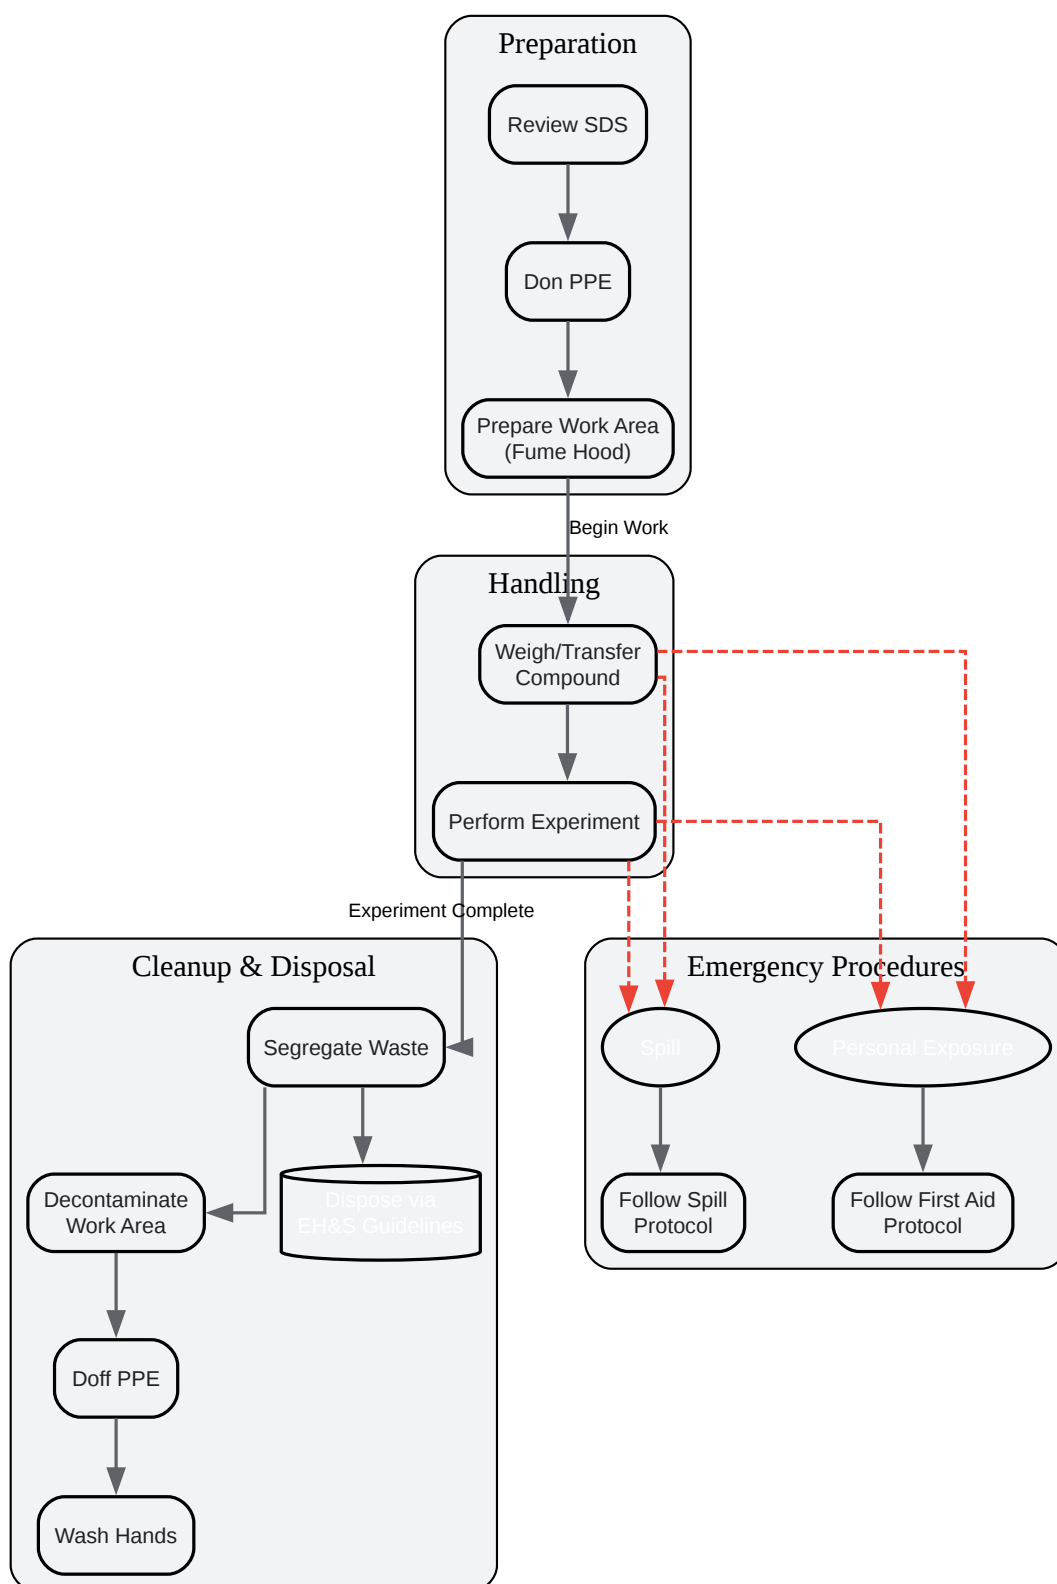 Preparation
Review SDS
Don PPE
Prepare Work Area
(Fume Hood)
Begin Work
Handling
Weigh/Transfer
Compound
Perform Experiment
Experiment Complete
Cleanup & Disposal
Segregate Waste
Dispose via
EH&S Guidelines
Decontaminate
Work Area
Doff PPE
Wash Hands
Emergency Procedures
Spill
Personal Exposure
Follow Spill
Protocol
Follow First Aid
Protocol